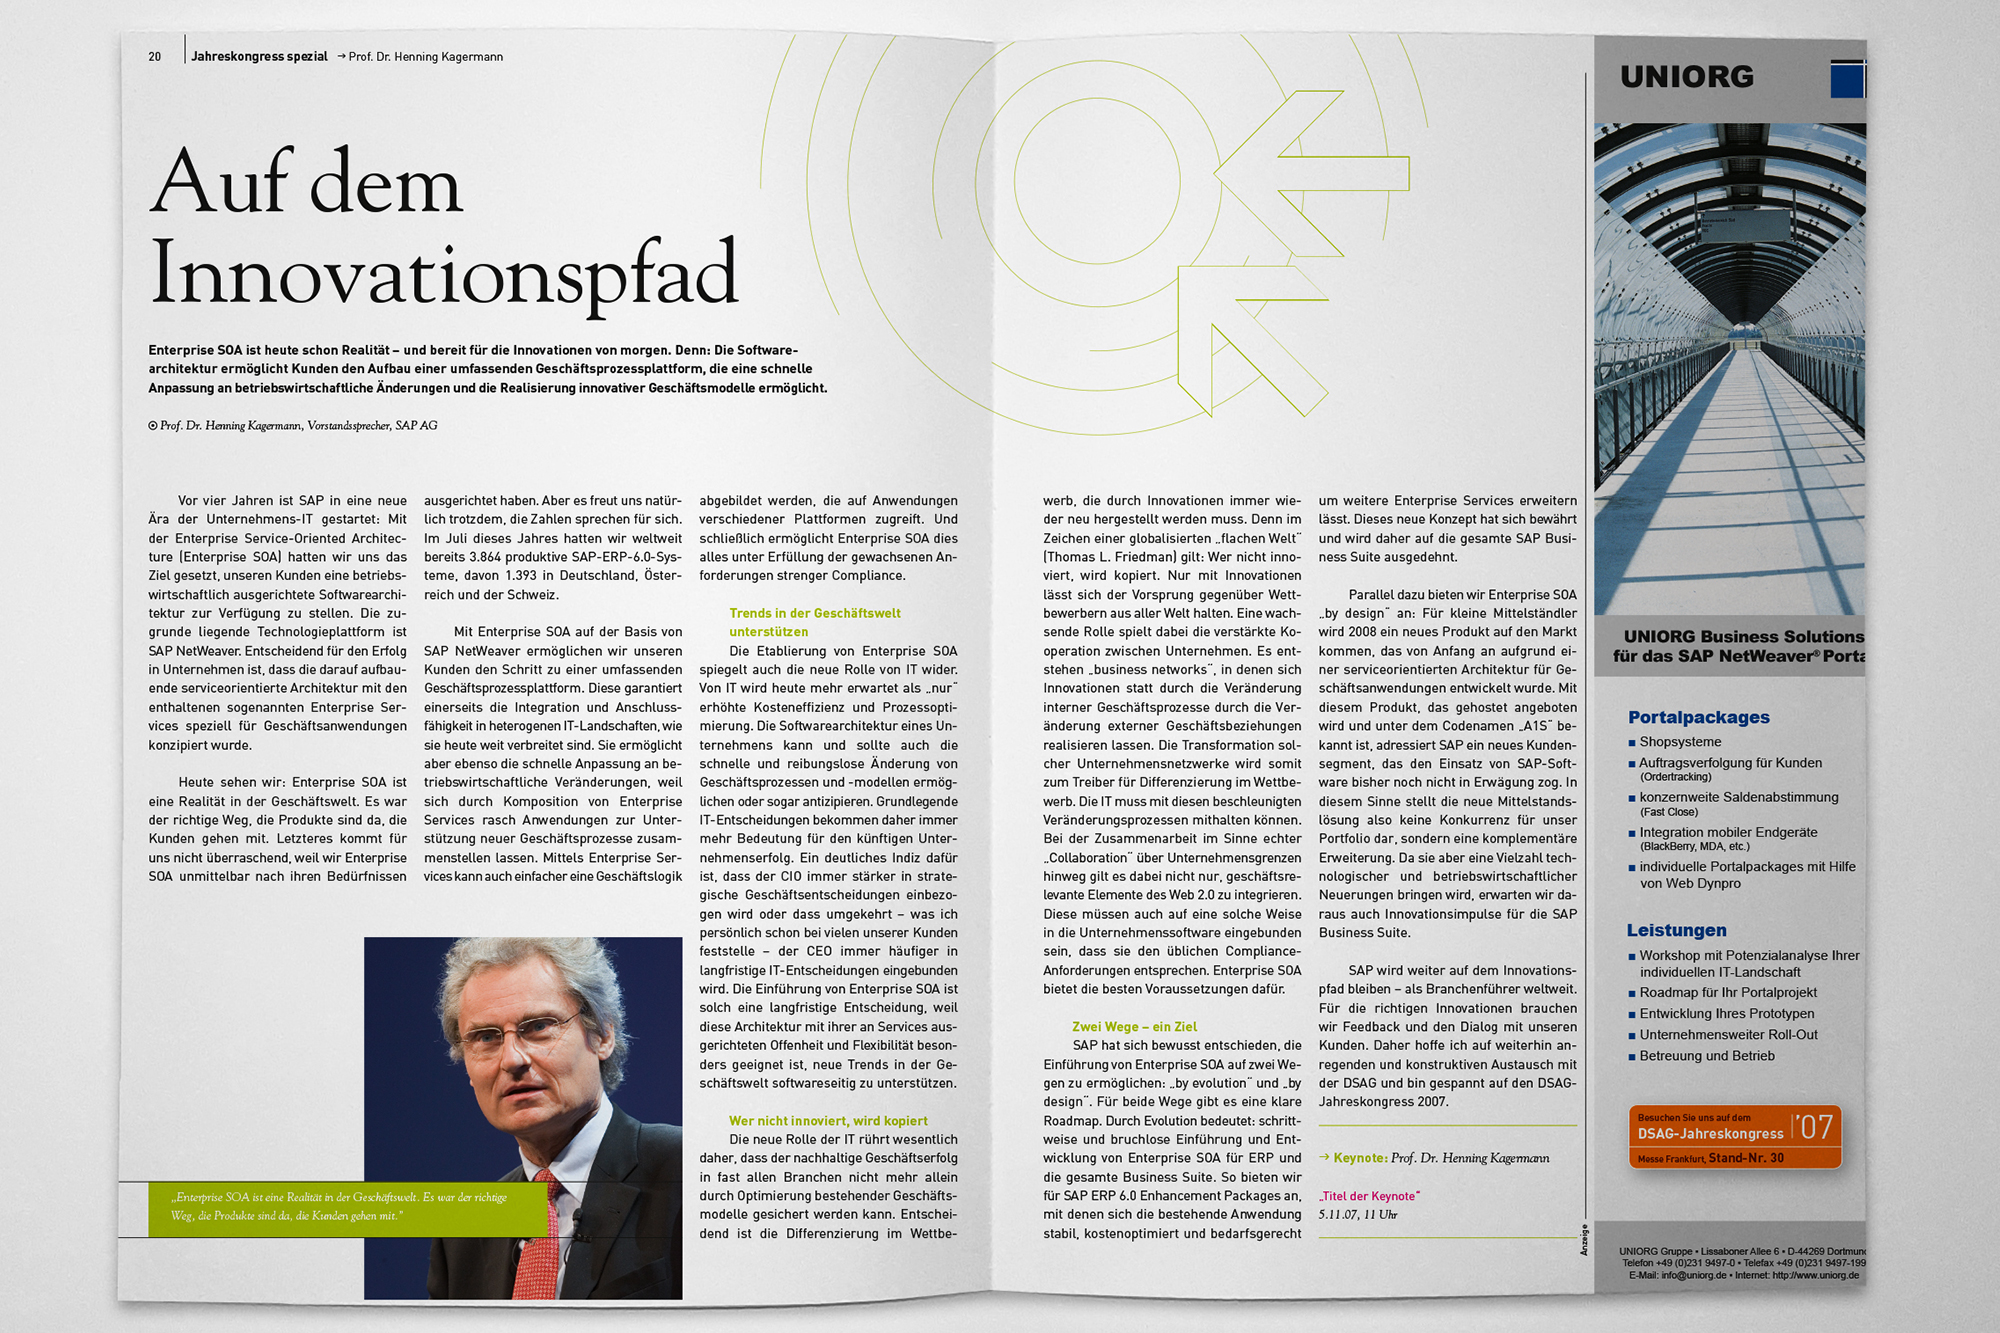 20
Jahreskongress spezial → Prof. Dr. Henning Kagermann
Auf dem
Innovationspfad
Enterprise SOA ist heute schon Realität – und bereit für die Innovationen von morgen. Denn: Die Software-
architektur ermöglicht Kunden den Aufbau einer umfassenden Geschäftsprozessplattform, die eine schnelle
Anpassung an betriebswirtschaftliche Änderungen und die Realisierung innovativer Geschäftsmodelle ermöglicht.
Prof. Dr. Henning Kagermann, Vorstandssprecher, SAP AG
Vor vier Jahren ist SAP in eine neue
Ära der Unternehmens-IT gestartet: Mit
der Enterprise Service-Oriented Architec-
ture (Enterprise SOA) hatten wir uns das
Ziel gesetzt, unseren Kunden eine betriebs-
wirtschaftlich ausgerichtete Softwarearchi-
tektur zur Verfügung zu stellen. Die zu-
grunde liegende Technologieplattform ist
SAP NetWeaver. Entscheidend für den Erfolg
in Unternehmen ist, dass die darauf aufbau-
ende serviceorientierte Architektur mit den
enthaltenen sogenannten Enterprise Ser-
vices speziell für Geschäftsanwendungen
konzipiert wurde.
Heute sehen wir: Enterprise SOA ist
eine Realität in der Geschäftswelt. Es war
der richtige Weg, die Produkte sind da, die
Kunden gehen mit. Letzteres kommt für
uns nicht überraschend, weil wir Enterprise
SOA unmittelbar nach ihren Bedürfnissen
ausgerichtet haben. Aber es freut uns natür-
lich trotzdem, die Zahlen sprechen für sich.
Im Juli dieses Jahres hatten wir weltweit
bereits 3.864 produktive SAP-ERP-6.0-Sys-
teme, davon 1.393 in Deutschland, Öster-
reich und der Schweiz.
Mit Enterprise SOA auf der Basis von
SAP NetWeaver ermöglichen wir unseren
Kunden den Schritt zu einer umfassenden
Geschäftsprozessplattform. Diese garantiert
einerseits die Integration und Anschluss-
fähigkeit in heterogenen IT-Landschaften, wie
sie heute weit verbreitet sind. Sie ermöglicht
aber ebenso die schnelle Anpassung an be-
triebswirtschaftliche Veränderungen, weil
sich durch Komposition von Enterprise
Services rasch Anwendungen zur Unter-
stützung neuer Geschäftsprozesse zusam-
menstellen lassen. Mittels Enterprise Ser-
vices kann auch einfacher eine Geschäftslogik
„Enterprise SOA ist eine Realität in der Geschäftswelt. Es war der richtige
Weg, die Produkte sind da, die Kunden gehen mit."
abgebildet werden, die auf Anwendungen
verschiedener Plattformen zugreift. Und
schließlich ermöglicht Enterprise SOA dies
alles unter Erfüllung der gewachsenen An-
forderungen strenger Compliance.
Trends in der Geschäftswelt
unterstützen
Die Etablierung von Enterprise SOA
spiegelt auch die neue Rolle von IT wider.
Von IT wird heute mehr erwartet als „nur"
erhöhte Kosteneffizienz und Prozessopti-
mierung. Die Softwarearchitektur eines Un-
ternehmens kann und sollte auch die
schnelle und reibungslose Änderung von
Geschäftsprozessen und -modellen ermög-
lichen oder sogar antizipieren. Grundlegende
IT-Entscheidungen bekommen daher immer
mehr Bedeutung für den künftigen Unter-
nehmenserfolg. Ein deutliches Indiz dafür
ist, dass der CIO immer stärker in strate-
gische Geschäftsentscheidungen einbezo-
gen wird oder dass umgekehrt – was ich
persönlich schon bei vielen unserer Kunden
feststelle – der CEO immer häufiger in
langfristige IT-Entscheidungen eingebunden
wird. Die Einführung von Enterprise SOA ist
solch eine langfristige Entscheidung, weil
diese Architektur mit ihrer an Services aus-
gerichteten Offenheit und Flexibilität beson-
ders geeignet ist, neue Trends in der Ge-
schäftswelt softwareseitig zu unterstützen.
Wer nicht innoviert, wird kopiert
Die neue Rolle der IT rührt wesentlich
daher, dass der nachhaltige Geschäftserfolg
in fast allen Branchen nicht mehr allein
durch Optimierung bestehender Geschäfts-
modelle gesichert werden kann. Entschei-
dend ist die Differenzierung im Wettbe-
werb, die durch Innovationen immer wie-
der neu hergestellt werden muss. Denn im
Zeichen einer globalisierten „flachen Welt"
(Thomas L. Friedman) gilt: Wer nicht inno-
viert, wird kopiert. Nur mit Innovationen
lässt sich der Vorsprung gegenüber Wett-
bewerbern aus aller Welt halten. Eine wach-
sende Rolle spielt dabei die verstärkte Ko-
operation zwischen Unternehmen. Es ent-
stehen „business networks", in denen sich
Innovationen statt durch die Veränderung
interner Geschäftsprozesse durch die Ver-
änderung externer Geschäftsbeziehungen
realisieren lassen. Die Transformation sol-
cher Unternehmensnetzwerke wird somit
zum Treiber für Differenzierung im Wettbe-
werb. Die IT muss mit diesen beschleunigten
Veränderungsprozessen mithalten können.
Bei der Zusammenarbeit im Sinne echter
„Collaboration" über Unternehmensgrenzen
hinweg gilt es dabei nicht nur, geschäftsre-
levante Elemente des Web 2.0 zu integrieren.
Diese müssen auch auf eine solche Weise
in die Unternehmenssoftware eingebunden
sein, dass sie den üblichen Compliance-
Anforderungen entsprechen. Enterprise SOA
bietet die besten Voraussetzungen dafür.
Zwei Wege – ein Ziel
SAP hat sich bewusst entschieden, die
Einführung von Enterprise SOA auf zwei We-
gen zu ermöglichen: „by evolution" und „by
design". Für beide Wege gibt es eine klare
Roadmap. Durch Evolution bedeutet: schritt-
weise und bruchlose Einführung und Ent-
wicklung von Enterprise SOA für ERP und
die gesamte Business Suite. So bieten wir
für SAP ERP 6.0 Enhancement Packages an,
mit denen sich die bestehende Anwendung
stabil, kostenoptimiert und bedarfsgerecht
um weitere Enterprise Services erweitern
lässt. Dieses neue Konzept hat sich bewährt
und wird daher auf die gesamte SAP Busi-
ness Suite ausgedehnt.
Parallel dazu bieten wir Enterprise SOA
„by design" an: Für kleine Mittelständler
wird 2008 ein neues Produkt auf den Markt
kommen, das von Anfang an aufgrund ei-
ner serviceorientierten Architektur für Ge-
schäftsanwendungen entwickelt wurde. Mit
diesem Produkt, das gehostet angeboten
wird und unter dem Codenamen „A1S" be-
kannt ist, adressiert SAP ein neues Kunden-
segment, das den Einsatz von SAP-Soft-
ware bisher noch nicht in Erwägung zog. In
diesem Sinne stellt die neue Mittelstands-
lösung also keine Konkurrenz für unser
Portfolio dar, sondern eine komplementäre
Erweiterung. Da sie aber eine Vielzahl tech-
nologischer und betriebswirtschaftlicher
Neuerungen bringen wird, erwarten wir da-
raus auch Innovationsimpulse für die SAP
Business Suite.
SAP wird weiter auf dem Innovations-
pfad bleiben – als Branchenführer weltweit.
Für die richtigen Innovationen brauchen
wir Feedback und den Dialog mit unseren
Kunden. Daher hoffe ich auf weiterhin an-
regenden und konstruktiven Austausch mit
der DSAG und bin gespannt auf den DSAG-
Jahreskongress 2007.
→ Keynote: Prof. Dr. Henning Kagermann
„Titel der Keynote"
5.11.07, 11 Uhr
Anzeige
UNIORG
UNIORG Business Solutions
für das SAP NetWeaver® Porta
Portalpackages
■ Shopsysteme
■ Auftragsverfolgung für Kunden
(Ordertracking)
■ konzernweite Saldenabstimmung
(Fast Close)
■ Integration mobiler Endgeräte
(BlackBerry, MDA, etc.)
■ individuelle Portalpackages mit Hilfe
von Web Dynpro
Leistungen
■ Workshop mit Potenzialanalyse Ihrer
individuellen IT-Landschaft
■ Roadmap für Ihr Portalprojekt
■ Entwicklung Ihres Prototypen
■ Unternehmensweiter Roll-Out
■ Betreuung und Betrieb
Besuchen Sie uns auf dem
DSAG-Jahreskongress '07
Messe Frankfurt, Stand-Nr. 30
UNIORG Gruppe • Lissaboner Allee 6 • D-44269 Dortmund
Telefon +49 (0)231 9497-0 • Telefax +49 (0)231 9497-199
E-Mail: info@uniorg.de • Internet: http://www.uniorg.de